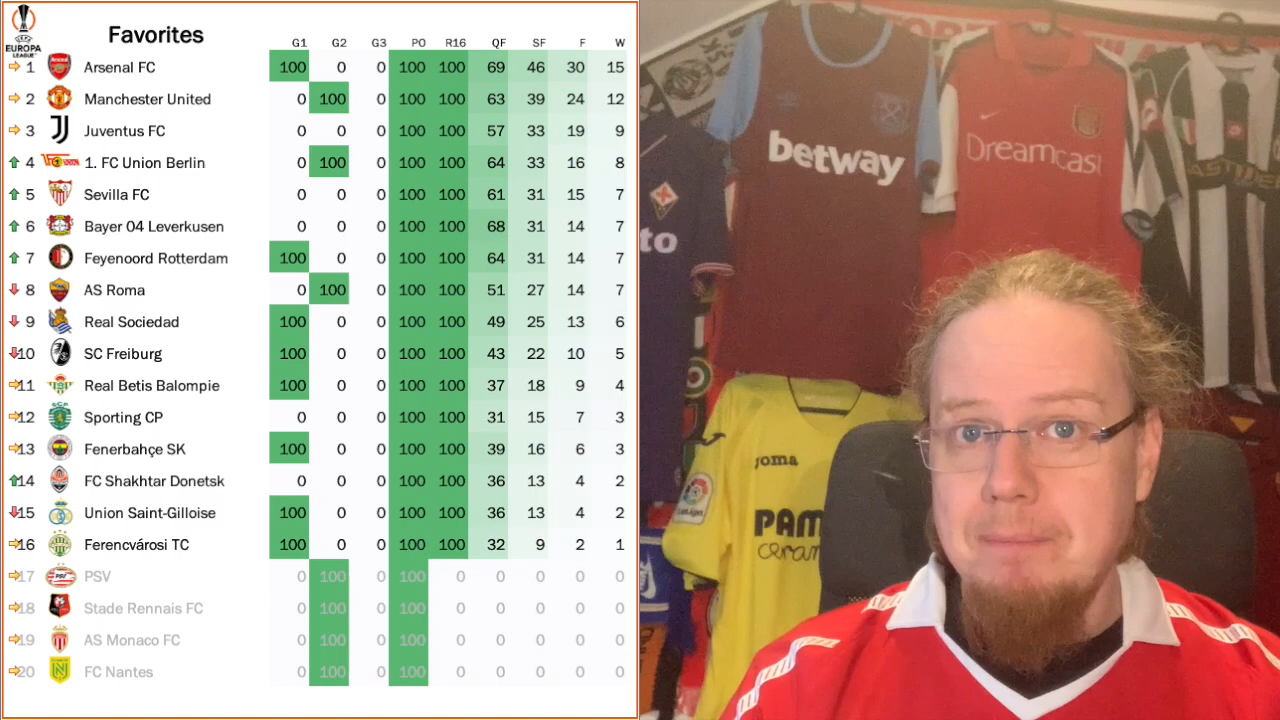 EUROPA
LEAGUE
Favorites
G1 G2 G3 PO R16 QF SF F W
1 Arsenal FC 100 0 0 100 100 69 46 30 15
2 Manchester United 0 100 0 100 100 63 39 24 12
3 Juventus FC 0 0 0 100 100 57 33 19 9
4 1. FC Union Berlin 0 100 0 100 100 64 33 16 8
5 Sevilla FC 0 0 0 100 100 61 31 15 7
6 Bayer 04 Leverkusen 0 0 0 100 100 68 31 14 7
7 Feyenoord Rotterdam 100 0 0 100 100 64 31 14 7
8 AS Roma 0 100 0 100 100 51 27 14 7
9 Real Sociedad 100 0 0 100 100 49 25 13 6
10 SC Freiburg 100 0 0 100 100 43 22 10 5
11 Real Betis Balompie 100 0 0 100 100 37 18 9 4
12 Sporting CP 0 0 0 100 100 31 15 7 3
13 Fenerbahçe SK 100 0 0 100 100 39 16 6 3
14 FC Shakhtar Donetsk 0 0 0 100 100 36 13 4 2
15 Union Saint-Gilloise 100 0 0 100 100 36 13 4 2
16 Ferencvárosi TC 100 0 0 100 100 32 9 2 1
17 PSV 0 100 0 100 0 0 0 0 0
18 Stade Rennais FC 0 100 0 100 0 0 0 0 0
19 AS Monaco FC 0 100 0 100 0 0 0 0 0
20 FC Nantes 0 100 0 100 0 0 0 0 0
betway
Dreamcast
to
Joma
PAM
ceram